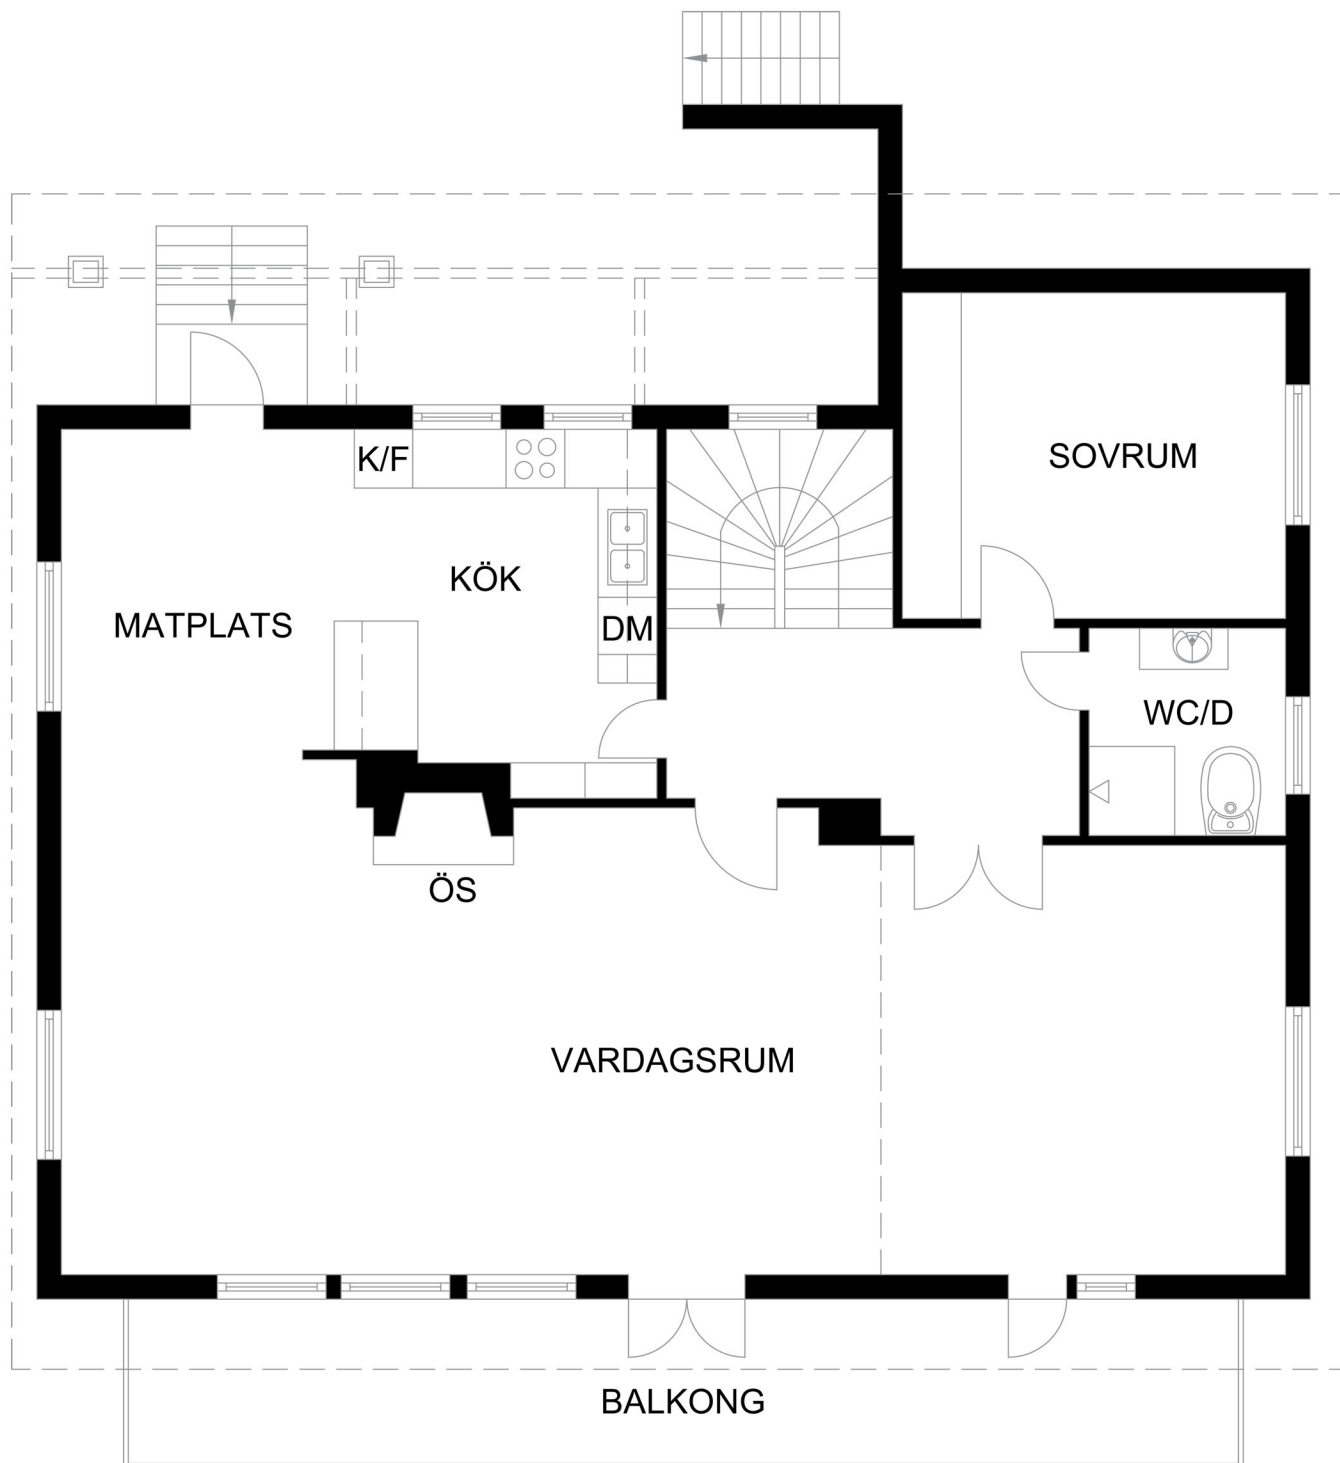 K/F
SOVRUM
KÖK
MATPLATS
DM
WC/D
ÖS
VARDAGSRUM
BALKONG